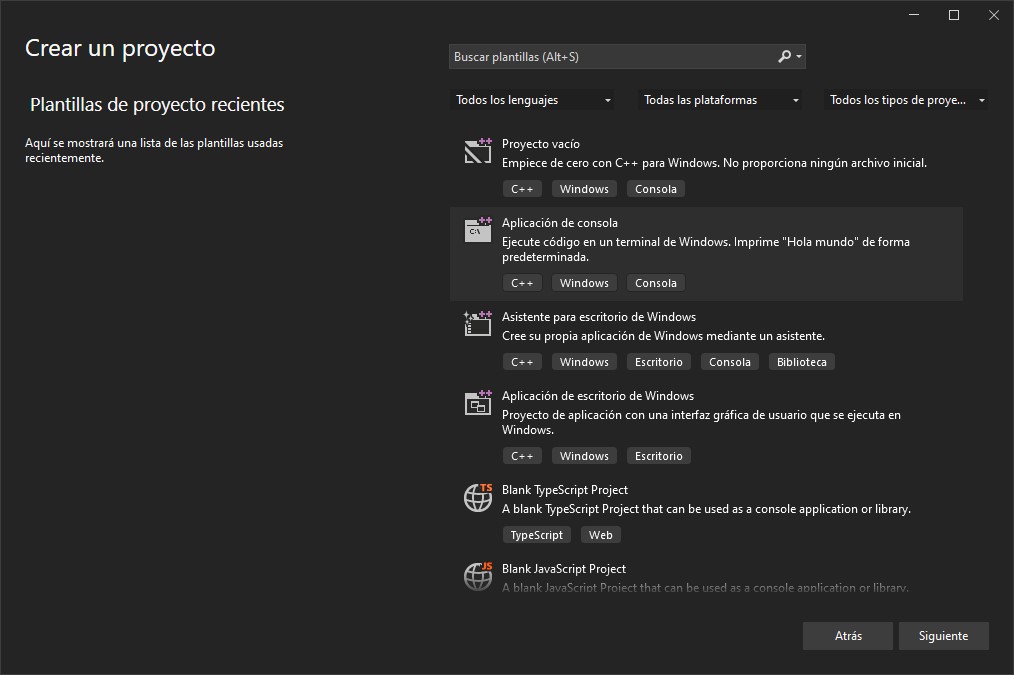 Crear un proyecto
Plantillas de proyecto recientes
Aquí se mostrará una lista de las plantillas usadas
recientemente.
Buscar plantillas (Alt+S)
Todos los lenguajes
Todas las plataformas
Todos los tipos de proye...
Proyecto vacío
Empiece de cero con C++ para Windows. No proporciona ningún archivo inicial.
C++ Windows Consola
C:\
Aplicación de consola
Ejecute código en un terminal de Windows. Imprime "Hola mundo" de forma
predeterminada.
C++ Windows Consola
Asistente para escritorio de Windows
Cree su propia aplicación de Windows mediante un asistente.
C++ Windows Escritorio Consola Biblioteca
Aplicación de escritorio de Windows
Proyecto de aplicación con una interfaz gráfica de usuario que se ejecuta en
Windows.
C++ Windows Escritorio
TS
Blank TypeScript Project
A blank TypeScript Project that can be used as a console application or library.
TypeScript Web
JS
Blank JavaScript Project
A blank JavaScript Project that can be used as a console application or library.
Atrás
Siguiente